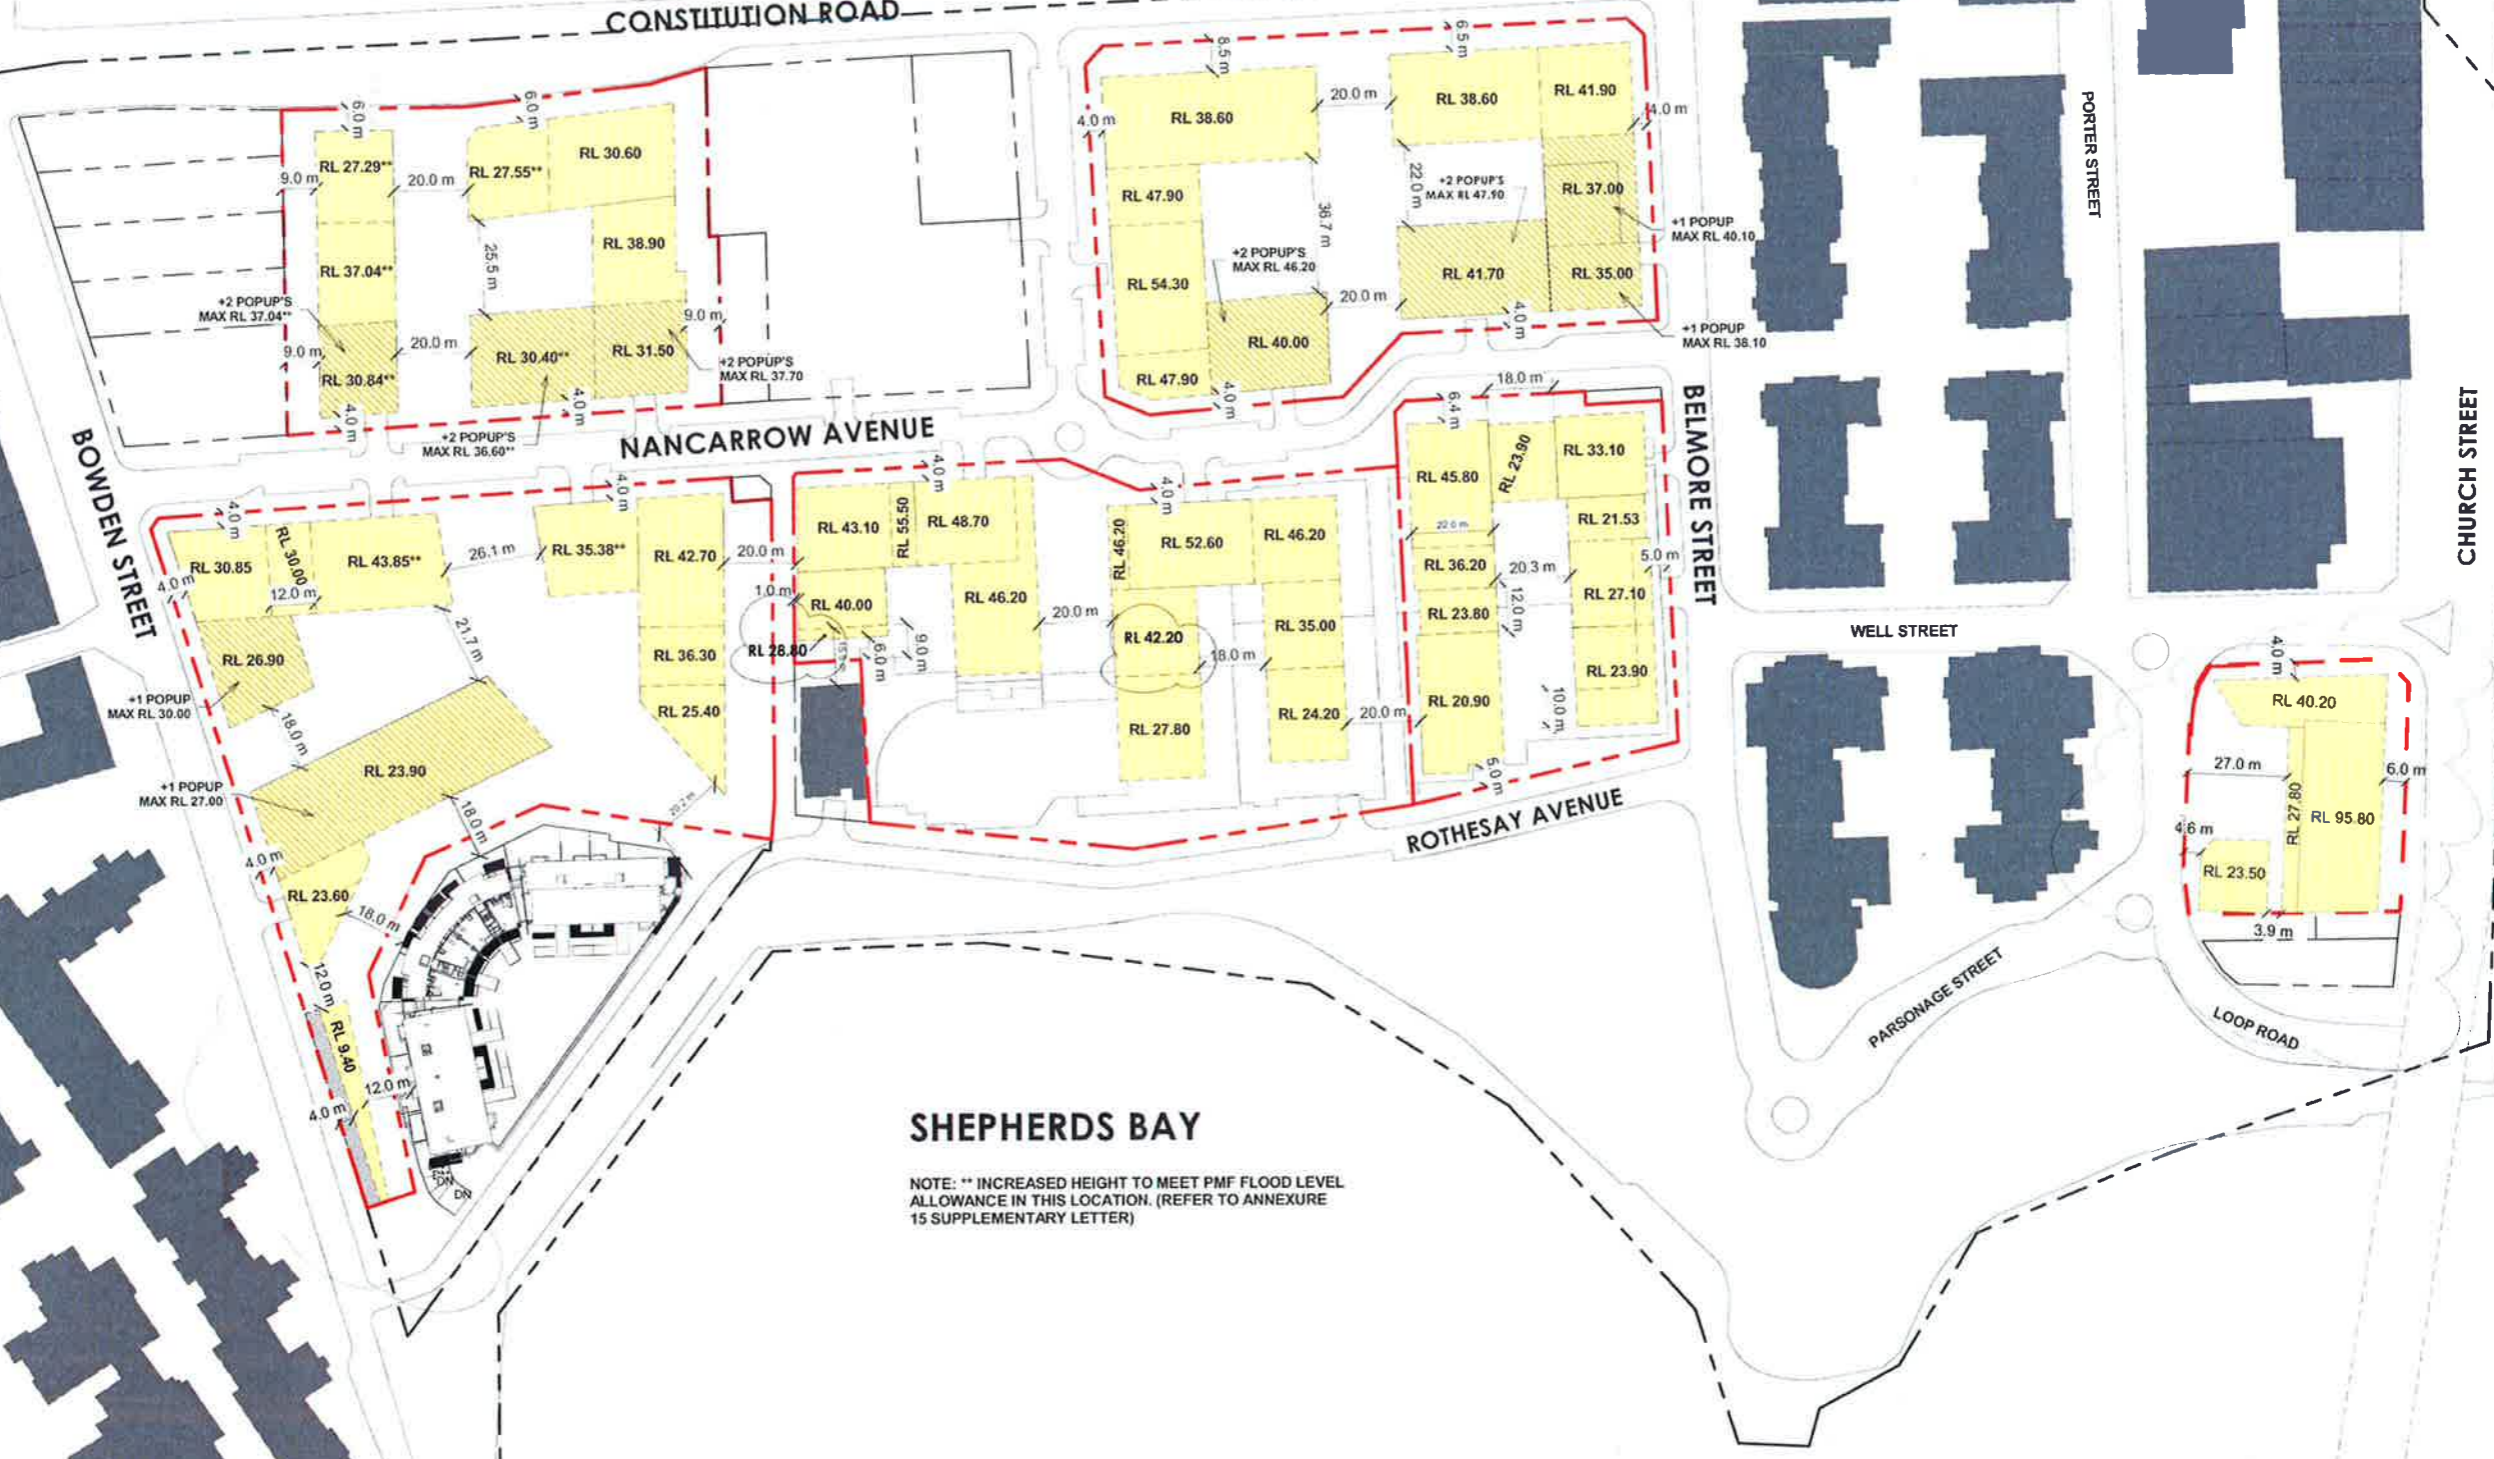 CONSTITUTION ROAD
6.0 m
6.0 m
RL 27.29**
RL 27.55**
RL 30.60
9.0 m
20.0 m
RL 38.90
25.5 m
RL 37.04**
+2 POPUP'S
MAX RL 37.04**
9.0 m
20.0 m
9.0 m
RL 30.40**
RL 31.50
RL 30.84**
+2 POPUP'S
MAX RL 37.70
4.0 m
4.0 m
+2 POPUP'S
MAX RL 36.60**
8.5 m
6.5 m
RL 38.60
20.0 m
RL 38.60
RL 41.90
4.0 m
4.0 m
RL 47.90
22.0 m
+2 POPUP'S
MAX RL 47.90
RL 37.00
36.7 m
+1 POPUP
MAX RL 40.10
+2 POPUP'S
MAX RL 46.20
RL 54.30
RL 41.70
RL 35.00
20.0 m
4.0 m
+1 POPUP
MAX RL 38.10
RL 40.00
RL 47.90
4.0 m
PORTER STREET
CHURCH STREET
BELMORE STREET
NANCARROW AVENUE
BOWDEN STREET
4.0 m
4.0 m
RL 30.85
RL 30.00
RL 43.85**
26.1 m
RL 35.38**
RL 42.70
4.0 m
12.0 m
21.7 m
RL 26.90
RL 36.30
+1 POPUP
MAX RL 30.00
18.0 m
RL 25.40
RL 23.90
+1 POPUP
MAX RL 27.00
18.0 m
20.2 m
4.0 m
RL 23.60
18.0 m
12.0 m
RL 9.40
12.0 m
4.0 m
DN
DN
20.0 m
4.0 m
RL 43.10
RL 55.50
RL 48.70
1.0 m
RL 40.00
RL 46.20
RL 28.80
6.0 m
9.0 m
20.0 m
4.0 m
RL 46.20
RL 52.60
RL 46.20
RL 42.20
RL 35.00
18.0 m
RL 27.80
RL 24.20
20.0 m
18.0 m
6.4 m
RL 45.80
RL 23.90
RL 33.10
22.0 m
RL 21.53
RL 36.20
20.3 m
5.0 m
RL 27.10
RL 23.80
12.0 m
RL 20.90
RL 23.90
10.0 m
5.0 m
ROTHESAY AVENUE
WELL STREET
4.0 m
RL 40.20
27.0 m
6.0 m
RL 27.80
RL 95.80
4.6 m
RL 23.50
3.9 m
PARSONAGE STREET
LOOP ROAD
SHEPHERDS BAY
NOTE: ** INCREASED HEIGHT TO MEET PMF FLOOD LEVEL
ALLOWANCE IN THIS LOCATION. (REFER TO ANNEXURE
15 SUPPLEMENTARY LETTER)